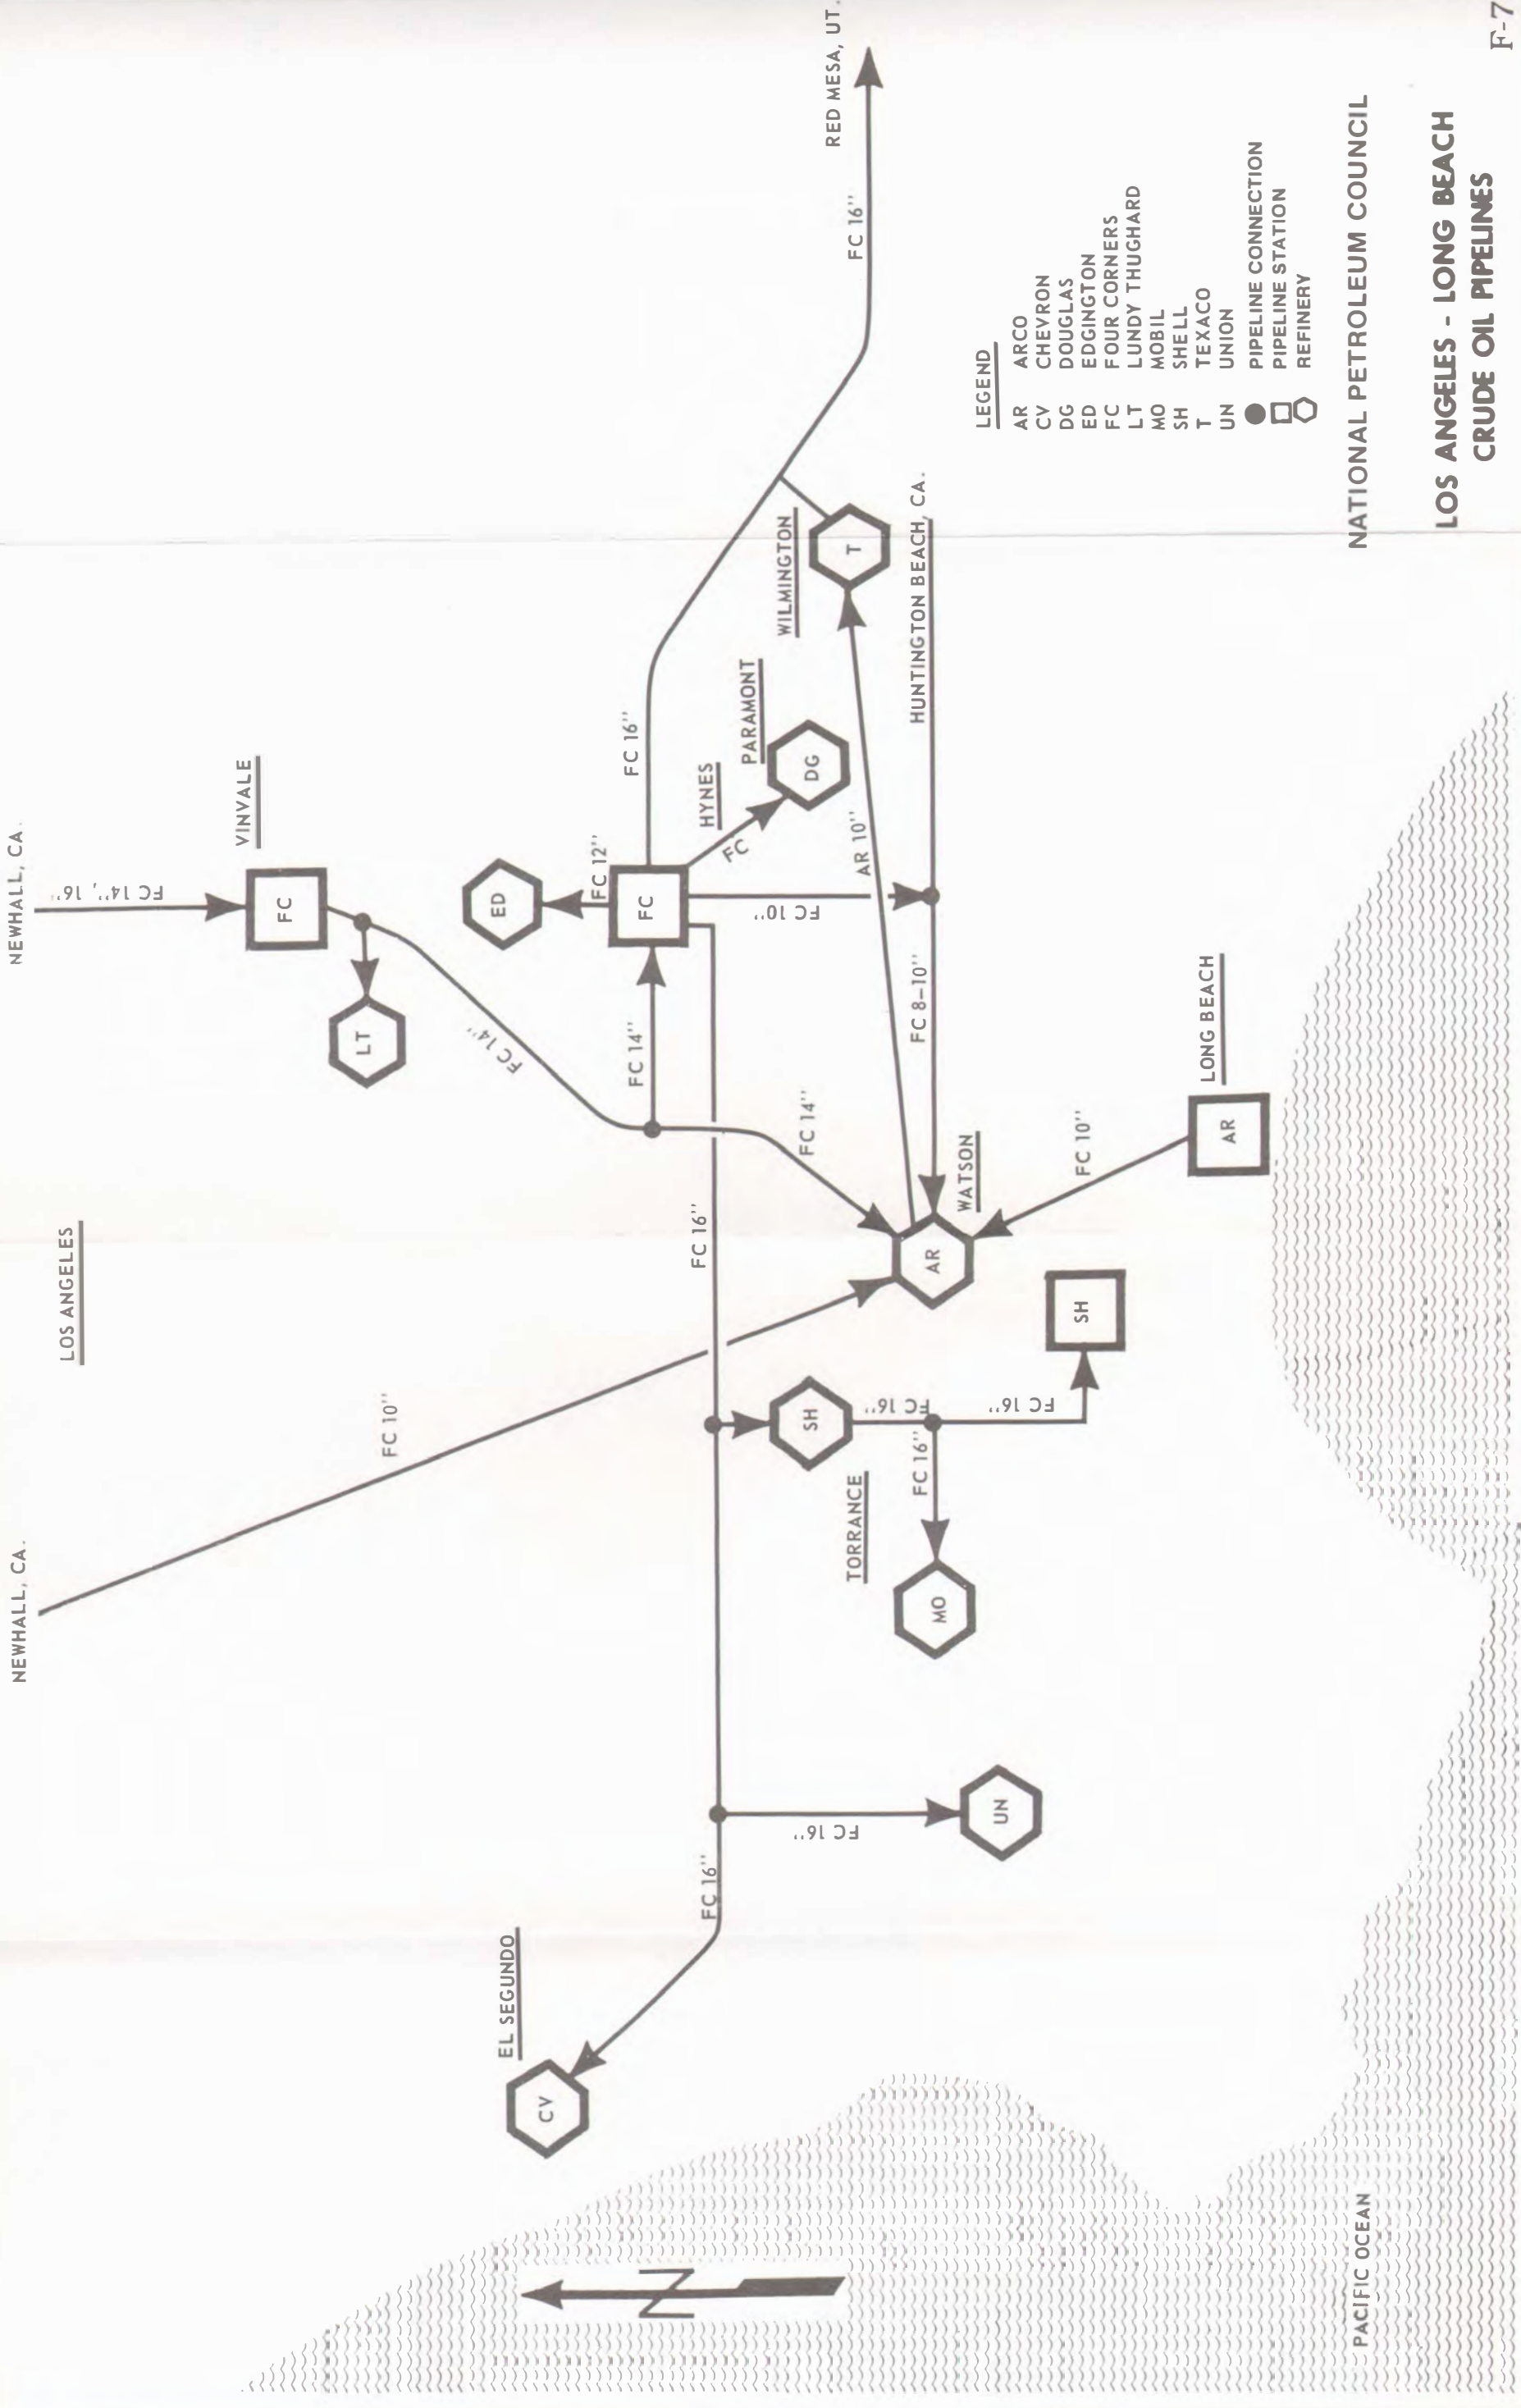 NEWHALL, CA.
NEWHALL, CA.
LOS ANGELES
FC 14", 16"
VINVALE
FC
LT
FC 10"
FC 14"
ED
FC 12"
FC
FC 16"
HYNES
FC
PARAMONT
DG
FC 14"
FC 10"
EL SEGUNDO
CV
FC 16"
FC 16"
FC 16"
UN
TORRANCE
SH
FC 16"
FC 16"
FC 16"
MO
SH
FC 14"
AR 10"
WILMINGTON
T
FC 16"
RED MESA, UT.
HUNTINGTON BEACH, CA.
FC 8-10"
WATSON
AR
FC 10"
LONG BEACH
AR
N
PACIFIC OCEAN
LEGEND
AR ARCO
CV CHEVRON
DG DOUGLAS
ED EDGINGTON
FC FOUR CORNERS
LT LUNDY THUGHARD
MO MOBIL
SH SHELL
T TEXACO
UN UNION
PIPELINE CONNECTION
PIPELINE STATION
REFINERY
NATIONAL PETROLEUM COUNCIL
LOS ANGELES - LONG BEACH
CRUDE OIL PIPELINES
F-7